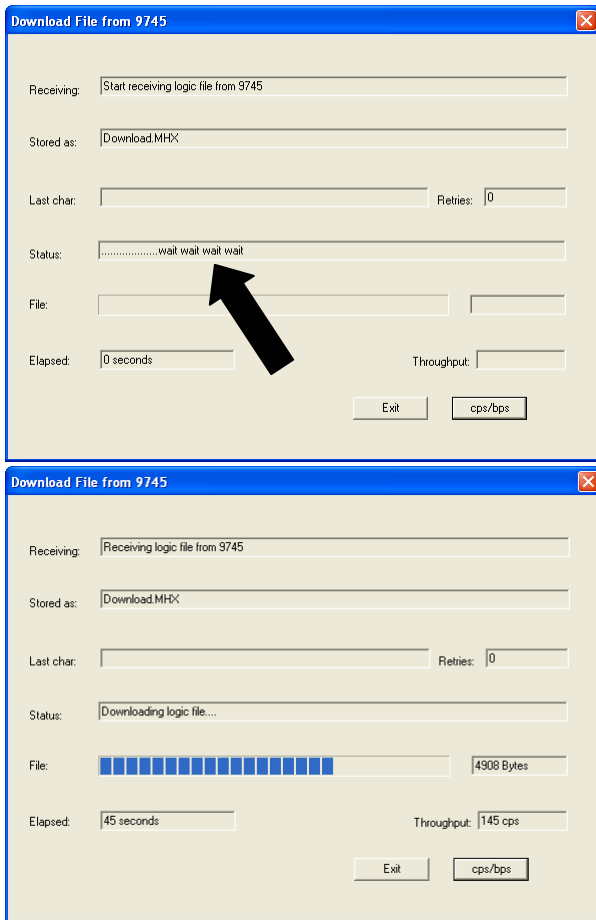 Download File from 9745
Receiving: Start receiving logic file from 9745
Stored as: Download.MHX
Last char: Retries: 0
Status: ...................wait wait wait wait
File:
Elapsed: 0 seconds Throughput:
Exit cps/bps
Download File from 9745
Receiving: Receiving logic file from 9745
Stored as: Download.MHX
Last char: Retries: 0
Status: Downloading logic file....
File: 4908 Bytes
Elapsed: 45 seconds Throughput: 145 cps
Exit cps/bps